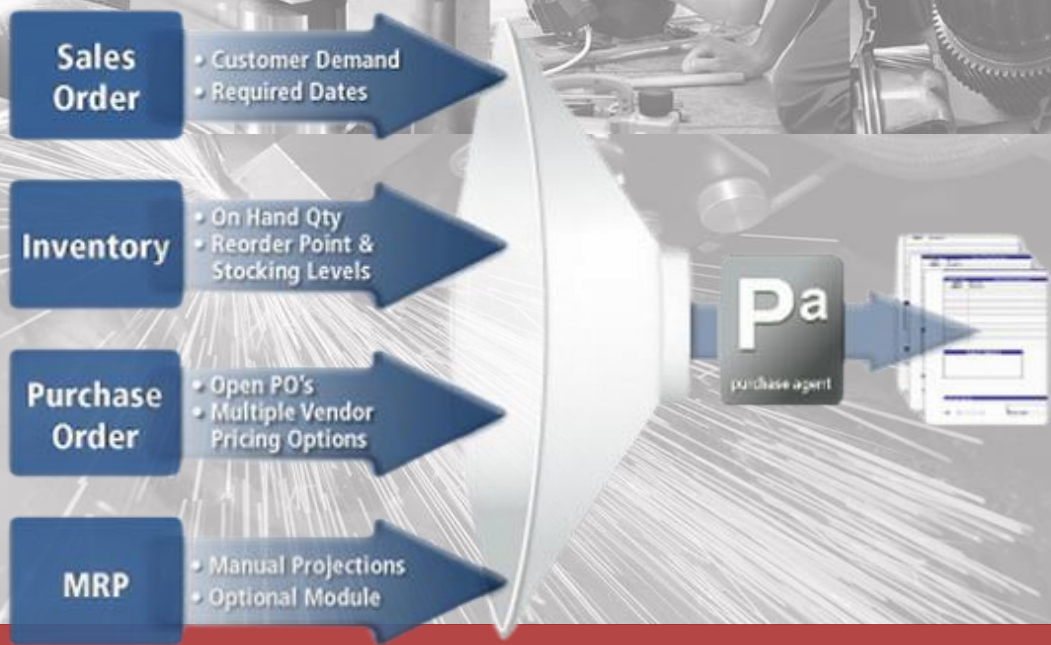 Sales
Order
• Customer Demand
• Required Dates
Inventory
• On Hand Qty
• Reorder Point &
Stocking Levels
Purchase
Order
• Open PO's
• Multiple Vendor
Pricing Options
MRP
• Manual Projections
• Optional Module
Pa
purchase agent